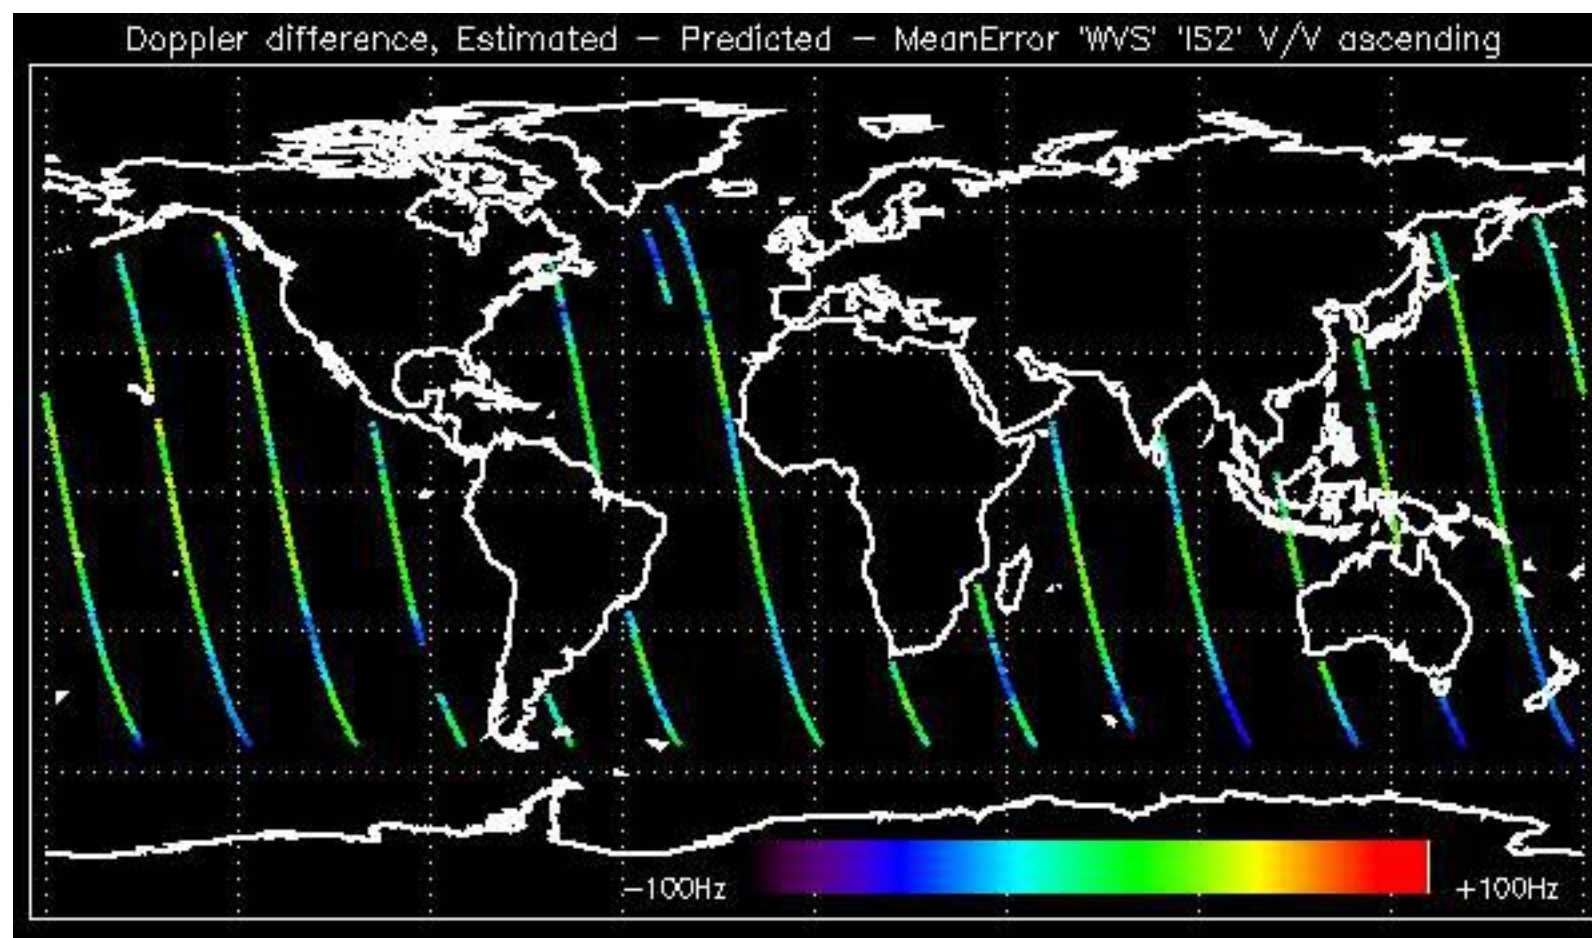 Doppler difference, Estimated – Predicted – MeanError 'WVS' 'IS2' V/V ascending
–100Hz +100Hz